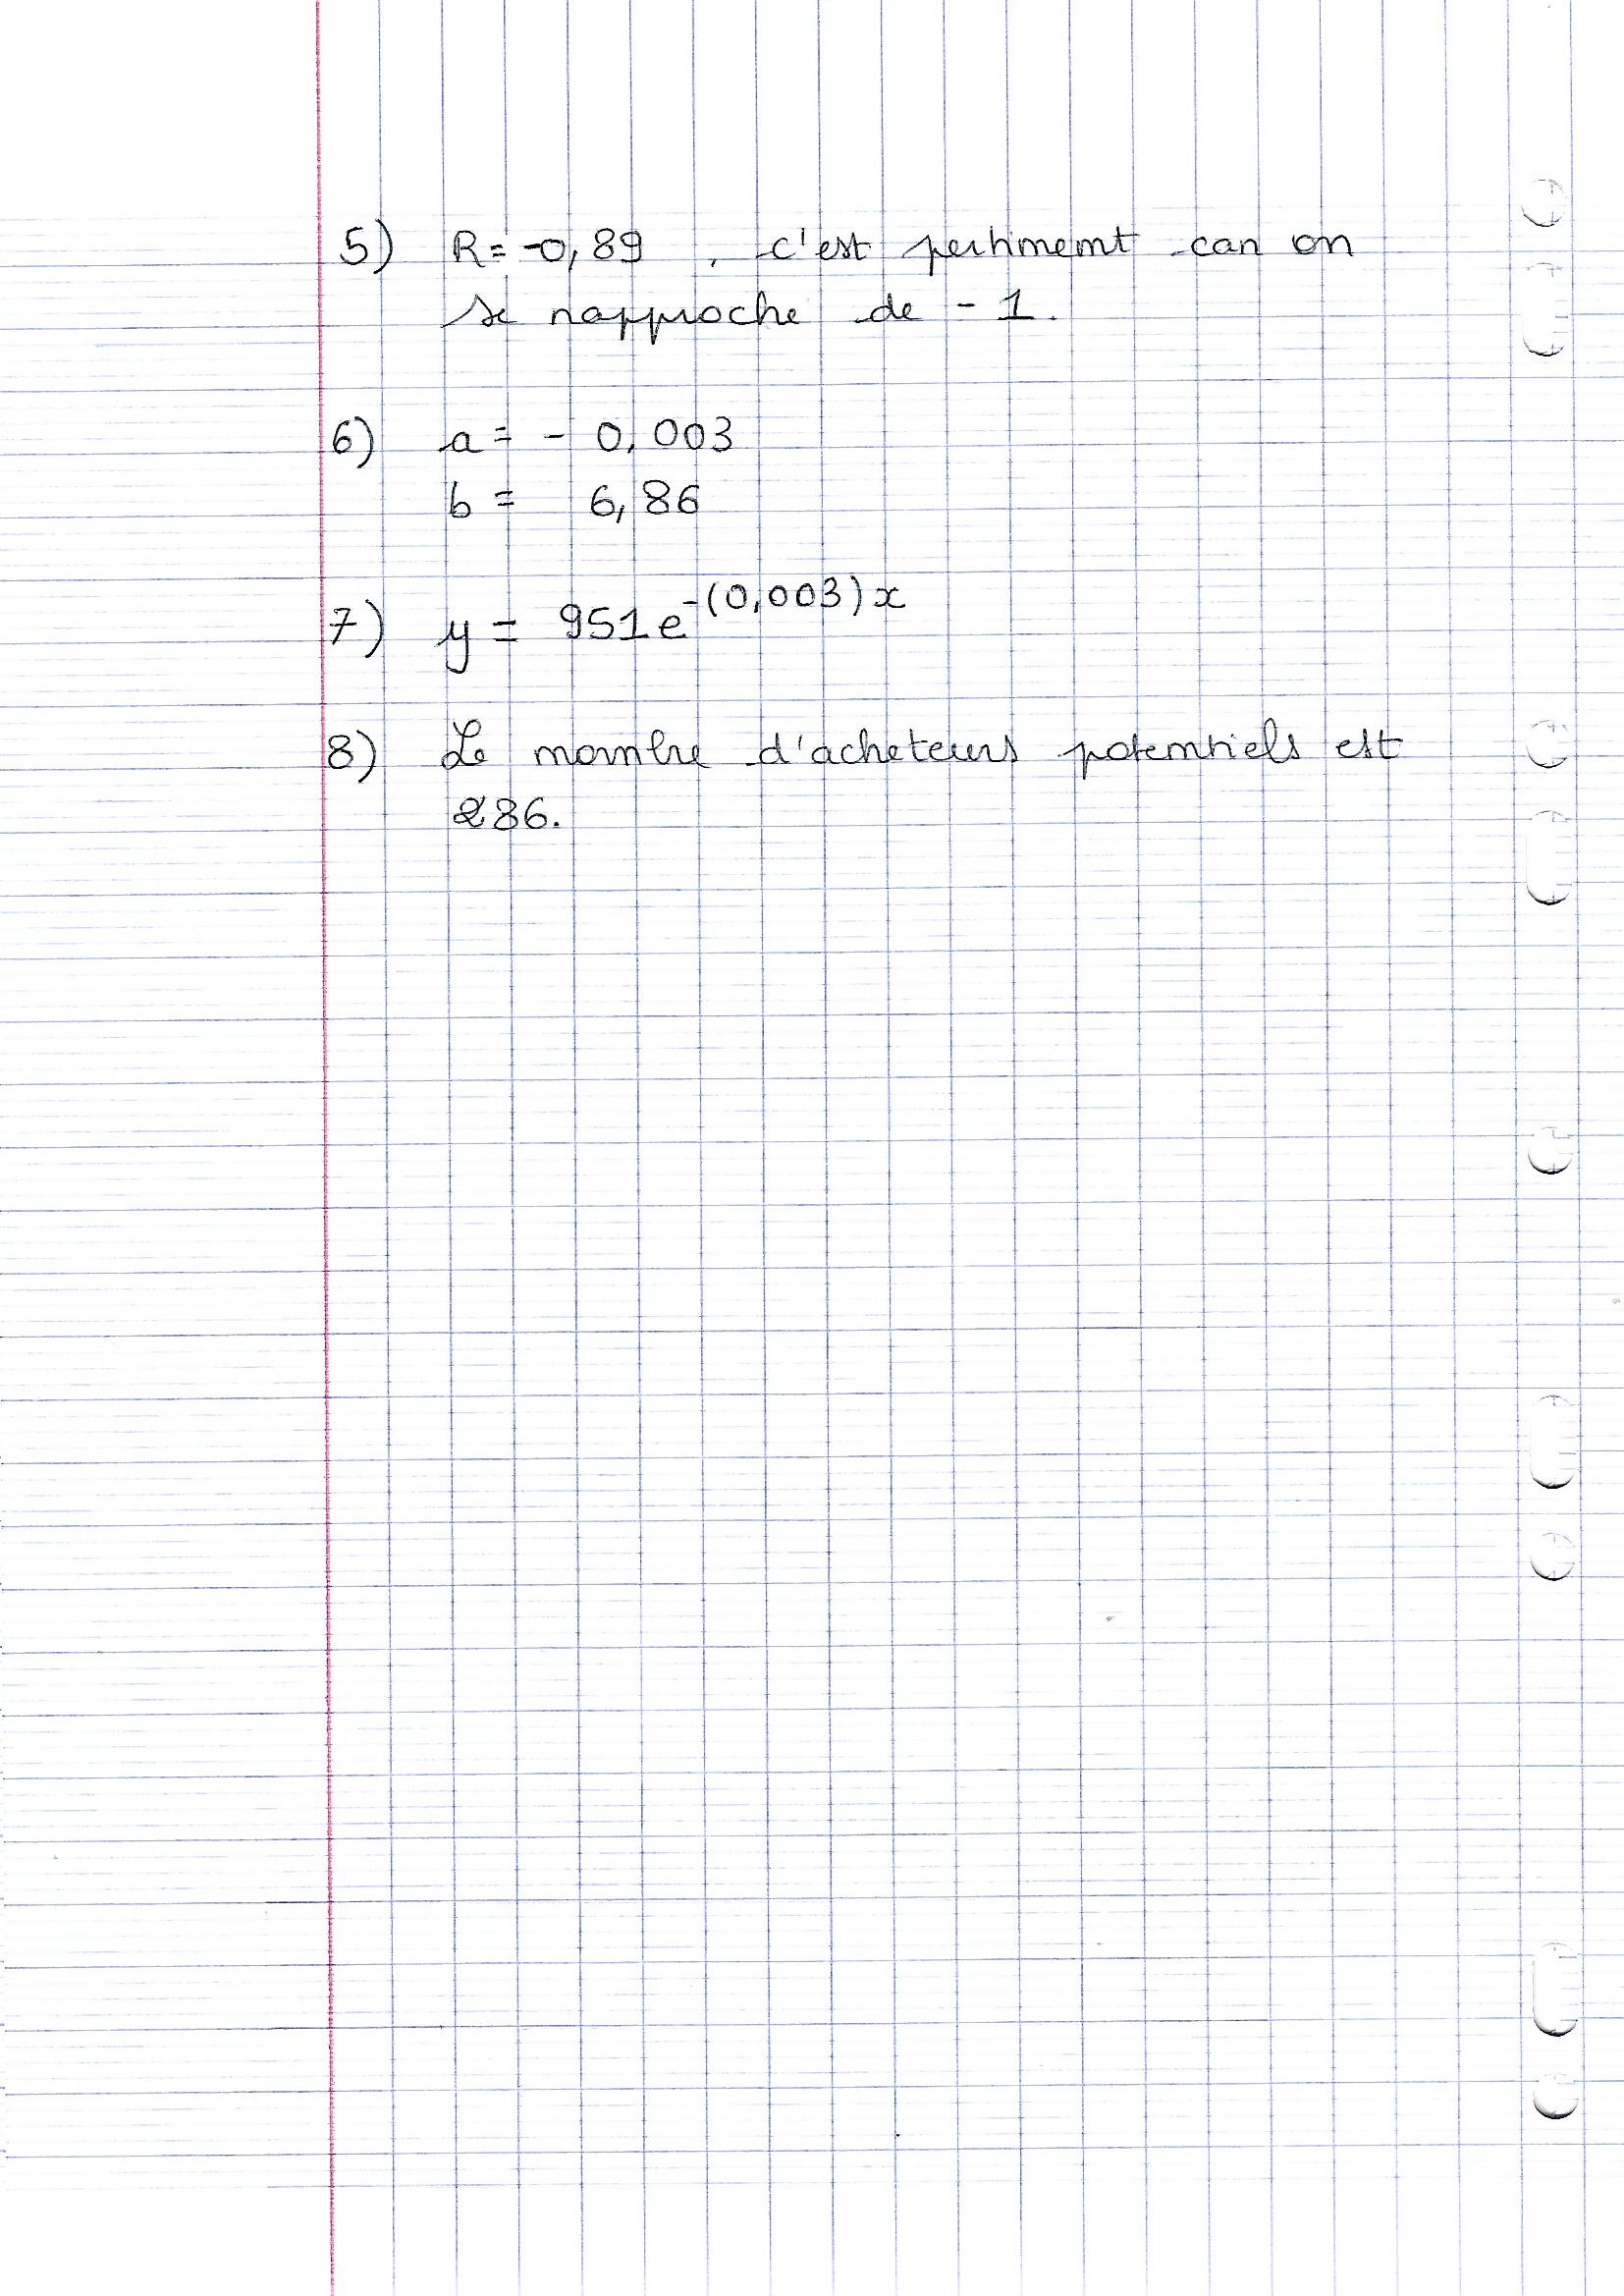 5) R = -0,89, c'est pertinent car on
se rapproche de -1.
6) a = - 0,003
b = 6,86
7) y = 951e^-(0,003)x
8) Le nombre d'acheteurs potentiels est
286.